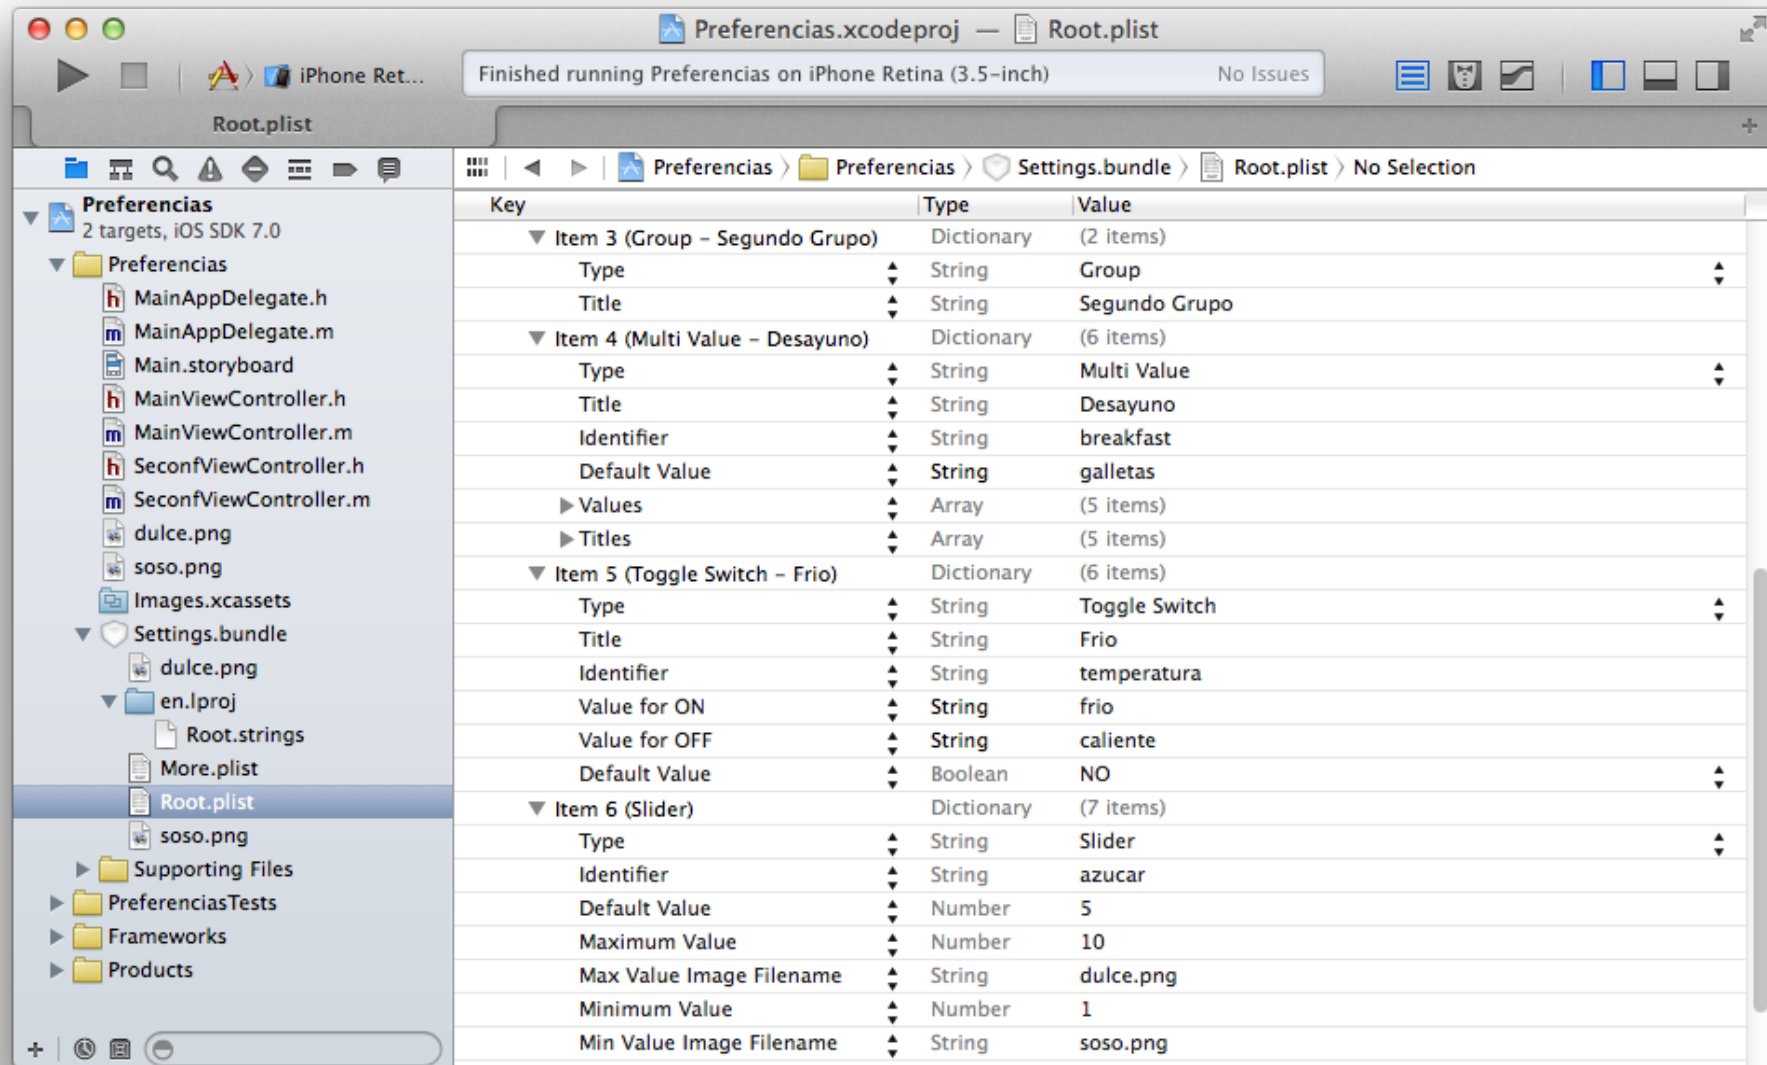 Preferencias.xcodeproj — Root.plist
iPhone Ret...
Finished running Preferencias on iPhone Retina (3.5-inch) No Issues
Root.plist
Preferencias Preferencias Settings.bundle Root.plist No Selection
Preferencias
2 targets, iOS SDK 7.0
Preferencias
MainAppDelegate.h
MainAppDelegate.m
Main.storyboard
MainViewController.h
MainViewController.m
SeconfViewController.h
SeconfViewController.m
dulce.png
soso.png
Images.xcassets
Settings.bundle
dulce.png
en.lproj
Root.strings
More.plist
Root.plist
soso.png
Supporting Files
PreferenciasTests
Frameworks
Products
Key Type Value
Item 3 (Group – Segundo Grupo) Dictionary (2 items)
Type String Group
Title String Segundo Grupo
Item 4 (Multi Value – Desayuno) Dictionary (6 items)
Type String Multi Value
Title String Desayuno
Identifier String breakfast
Default Value String galletas
Values Array (5 items)
Titles Array (5 items)
Item 5 (Toggle Switch – Frio) Dictionary (6 items)
Type String Toggle Switch
Title String Frio
Identifier String temperatura
Value for ON String frio
Value for OFF String caliente
Default Value Boolean NO
Item 6 (Slider) Dictionary (7 items)
Type String Slider
Identifier String azucar
Default Value Number 5
Maximum Value Number 10
Max Value Image Filename String dulce.png
Minimum Value Number 1
Min Value Image Filename String soso.png